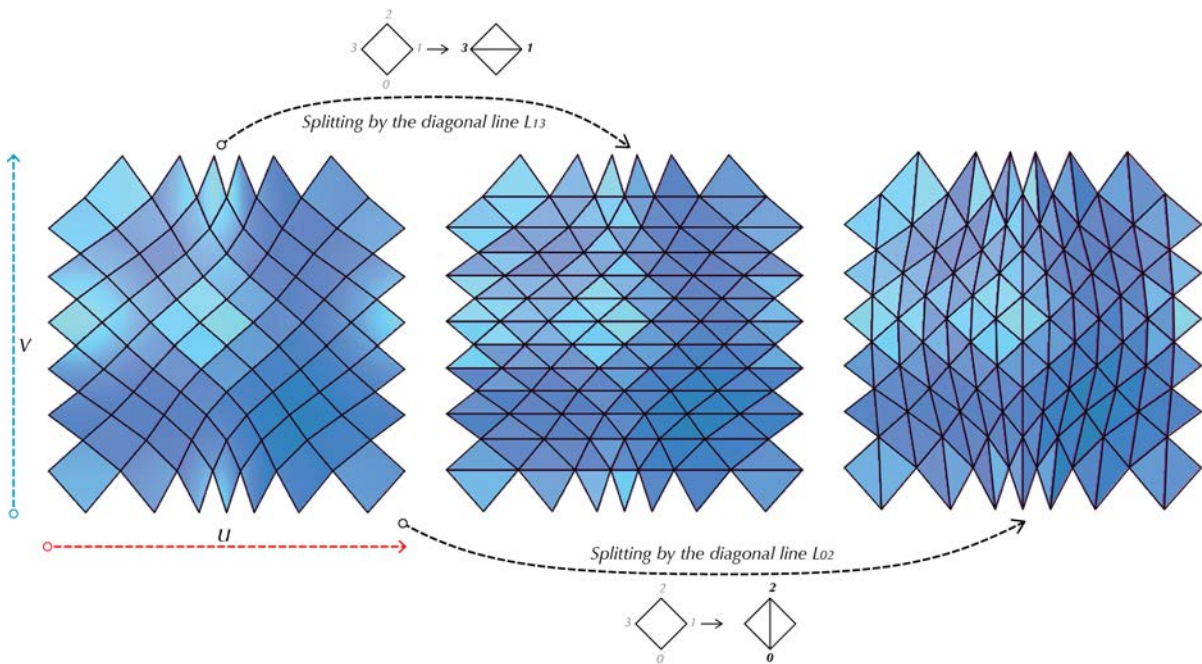 2
3 1 → 3 1
0
Splitting by the diagonal line L13
V
u
Splitting by the diagonal line L02
2 2
3 1 →
0 0